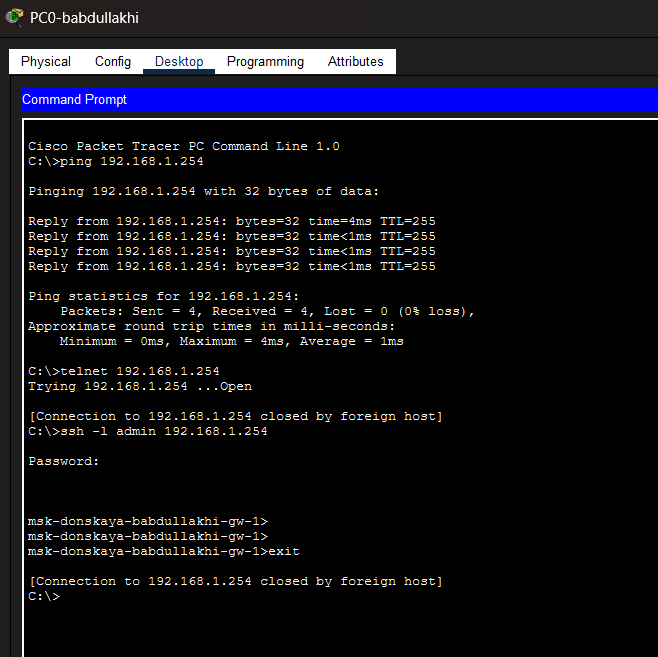 PC0-babdullakhi
Physical Config Desktop Programming Attributes
Command Prompt
Cisco Packet Tracer PC Command Line 1.0
C:\>ping 192.168.1.254
Pinging 192.168.1.254 with 32 bytes of data:
Reply from 192.168.1.254: bytes=32 time=4ms TTL=255
Reply from 192.168.1.254: bytes=32 time<1ms TTL=255
Reply from 192.168.1.254: bytes=32 time<1ms TTL=255
Reply from 192.168.1.254: bytes=32 time<1ms TTL=255
Ping statistics for 192.168.1.254:
Packets: Sent = 4, Received = 4, Lost = 0 (0% loss),
Approximate round trip times in milli-seconds:
Minimum = 0ms, Maximum = 4ms, Average = 1ms
C:\>telnet 192.168.1.254
Trying 192.168.1.254 ...Open
[Connection to 192.168.1.254 closed by foreign host]
C:\>ssh -l admin 192.168.1.254
Password:
msk-donskaya-babdullakhi-gw-1>
msk-donskaya-babdullakhi-gw-1>
msk-donskaya-babdullakhi-gw-1>exit
[Connection to 192.168.1.254 closed by foreign host]
C:\>